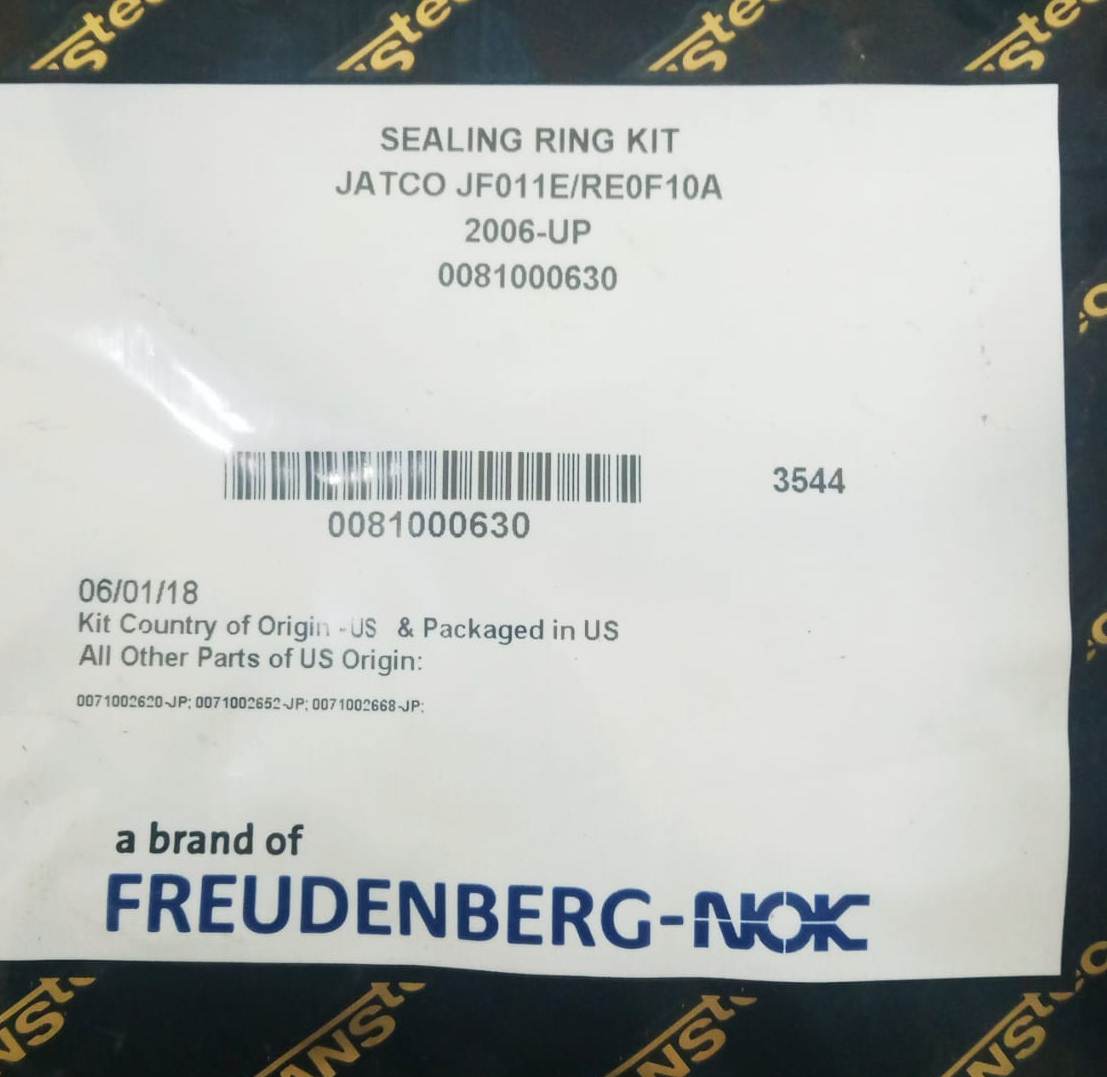 SEALING RING KIT
JATCO JF011E/RE0F10A
2006-UP
0081000630
3544
0081000630
06/01/18
Kit Country of Origin -US & Packaged in US
All Other Parts of US Origin:
0071002620-JP; 0071002652-JP; 0071002668-JP;
a brand of
FREUDENBERG-NOK